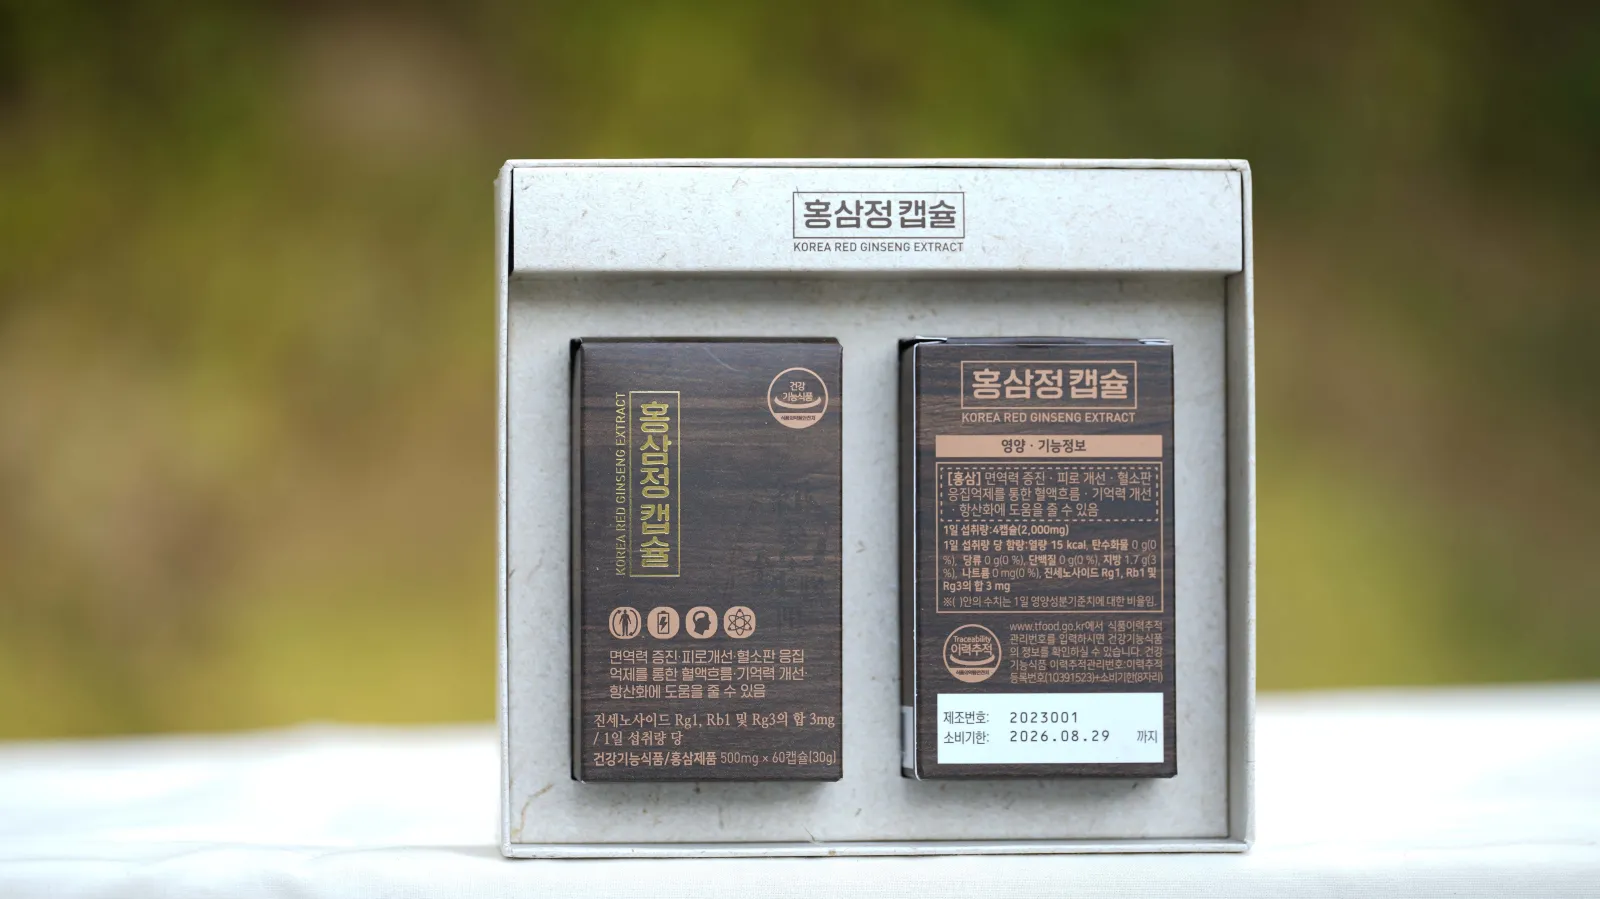 홍삼정 캡슐
KOREA RED GINSENG EXTRACT
건강
기능식품
식품의약품안전처
홍삼정 캡슐
KOREA RED GINSENG EXTRACT
면역력 증진·피로개선·혈소판 응집
억제를 통한 혈액흐름·기억력 개선·
항산화에 도움을 줄 수 있음
진세노사이드 Rg1, Rb1 및 Rg3의 합 3mg
/ 1일 섭취량 당
건강기능식품/홍삼제품 500mg × 60캡슐(30g)
홍삼정 캡슐
KOREA RED GINSENG EXTRACT
영양 · 기능정보
[홍삼] 면역력 증진 · 피로 개선 · 혈소판
응집억제를 통한 혈액흐름 · 기억력 개선
· 항산화에 도움을 줄 수 있음
1일 섭취량:4캡슐(2,000mg)
1일 섭취량 당 함량:열량 15 kcal, 탄수화물 0 g(0
%), 당류 0 g(0 %), 단백질 0 g(0 %), 지방 1.7 g(3
%), 나트륨 0 mg(0 %), 진세노사이드 Rg1, Rb1 및
Rg3의 합 3 mg
※( )안의 수치는 1일 영양성분기준치에 대한 비율임.
Traceability
이력추적
식품의약품안전처
www.tfood.go.kr에서 식품이력추적
관리번호를 입력하시면 건강기능식품
의 정보를 확인하실 수 있습니다. 건강
기능식품 이력추적관리번호:이력추적
등록번호(10391523)+소비기한(8자리)
제조번호: 2023001
소비기한: 2026.08.29 까지